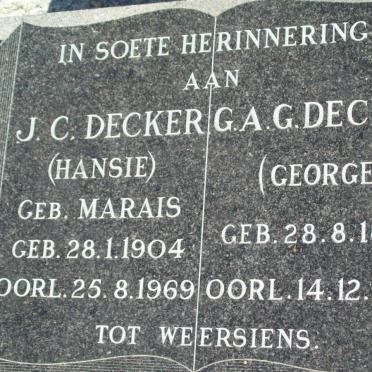 IN SOETE HERINNERING
AAN
J. C. DECKER G.A.G. DEC
(HANSIE) (GEORGE
GEB. MARAIS
GEB. 28.1.1904 GEB. 28.8.1
OORL. 25.8.1969 OORL. 14.12.
TOT WEERSIENS.